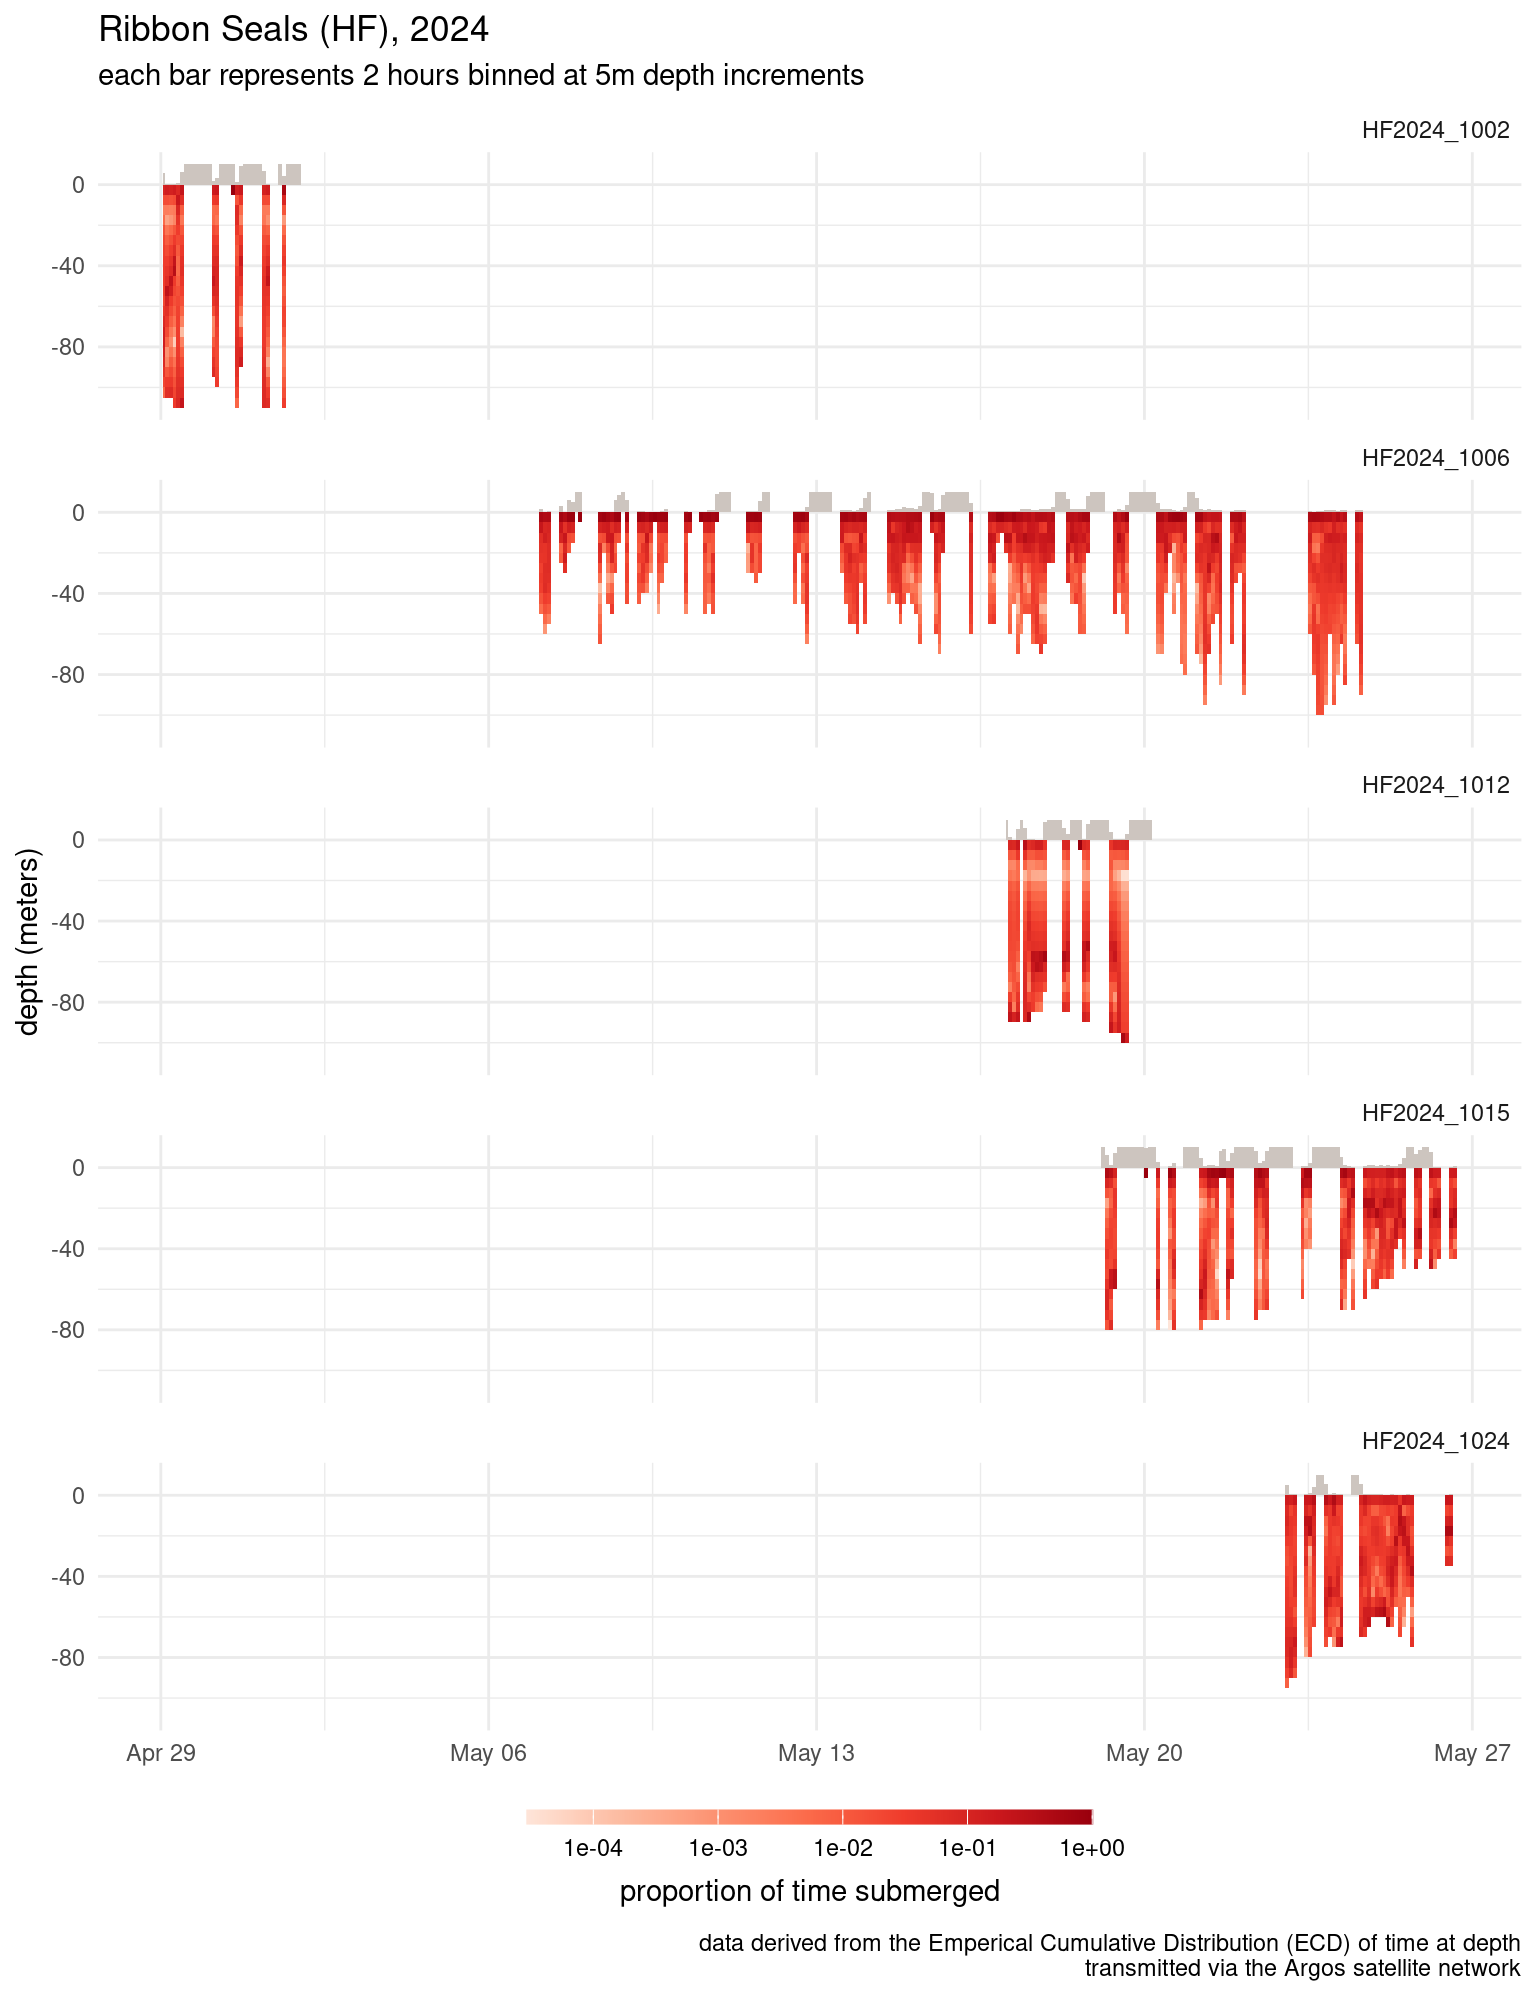 Ribbon Seals (HF), 2024
each bar represents 2 hours binned at 5m depth increments
HF2024_1002
0
-40
-80
HF2024_1006
0
-40
-80
HF2024_1012
0
-40
-80
depth (meters)
HF2024_1015
0
-40
-80
HF2024_1024
0
-40
-80
Apr 29 May 06 May 13 May 20 May 27
1e-04 1e-03 1e-02 1e-01 1e+00
proportion of time submerged
data derived from the Emperical Cumulative Distribution (ECD) of time at depth
transmitted via the Argos satellite network